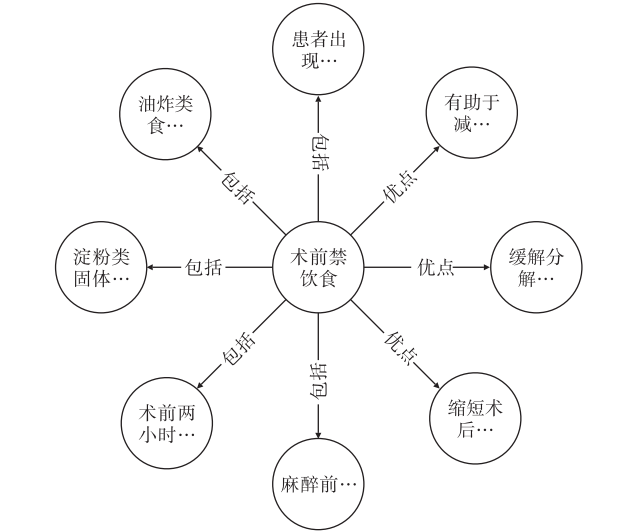 患者出
现…
油炸类
食…
有助于
减…
包括
包括
优点
淀粉类
固体…
包括
术前禁
饮食
优点
缓解分
解…
包括
包括
优点
术前两
小时…
缩短术
后…
麻醉前…